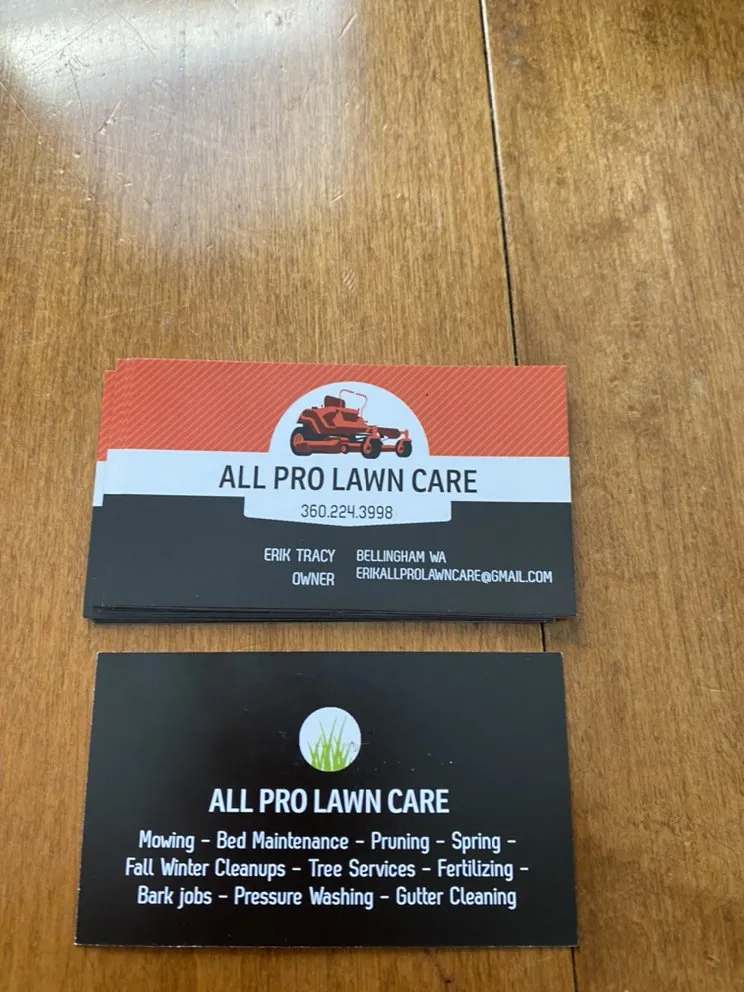 ALL PRO LAWN CARE
360.224.3998
ERIK TRACY BELLINGHAM WA
OWNER ERIKALLPROLAWNCARE@GMAIL.COM
ALL PRO LAWN CARE
Mowing - Bed Maintenance - Pruning - Spring -
Fall Winter Cleanups - Tree Services - Fertilizing -
Bark jobs - Pressure Washing - Gutter Cleaning